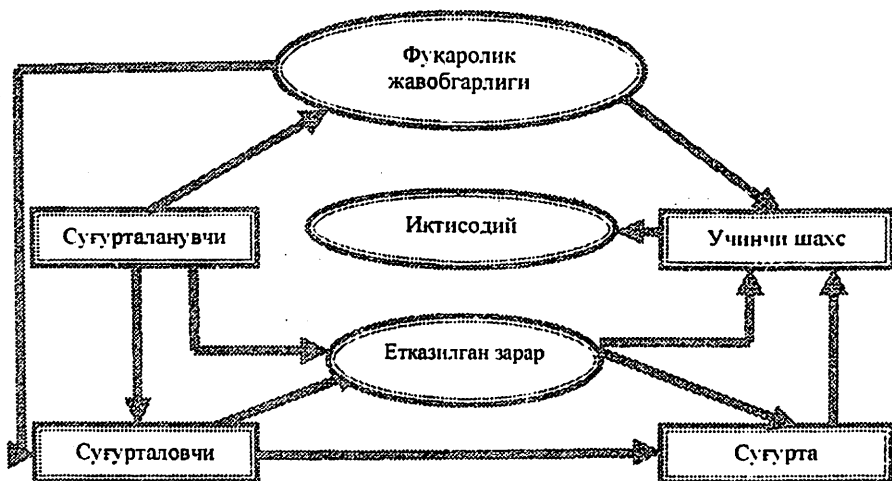 Фуқаролик
жавобгарлиги
Суғурталанувчи
Иктисодий
Учинчи шахс
Етказилган зарар
Суғурталовчи
Суғурта